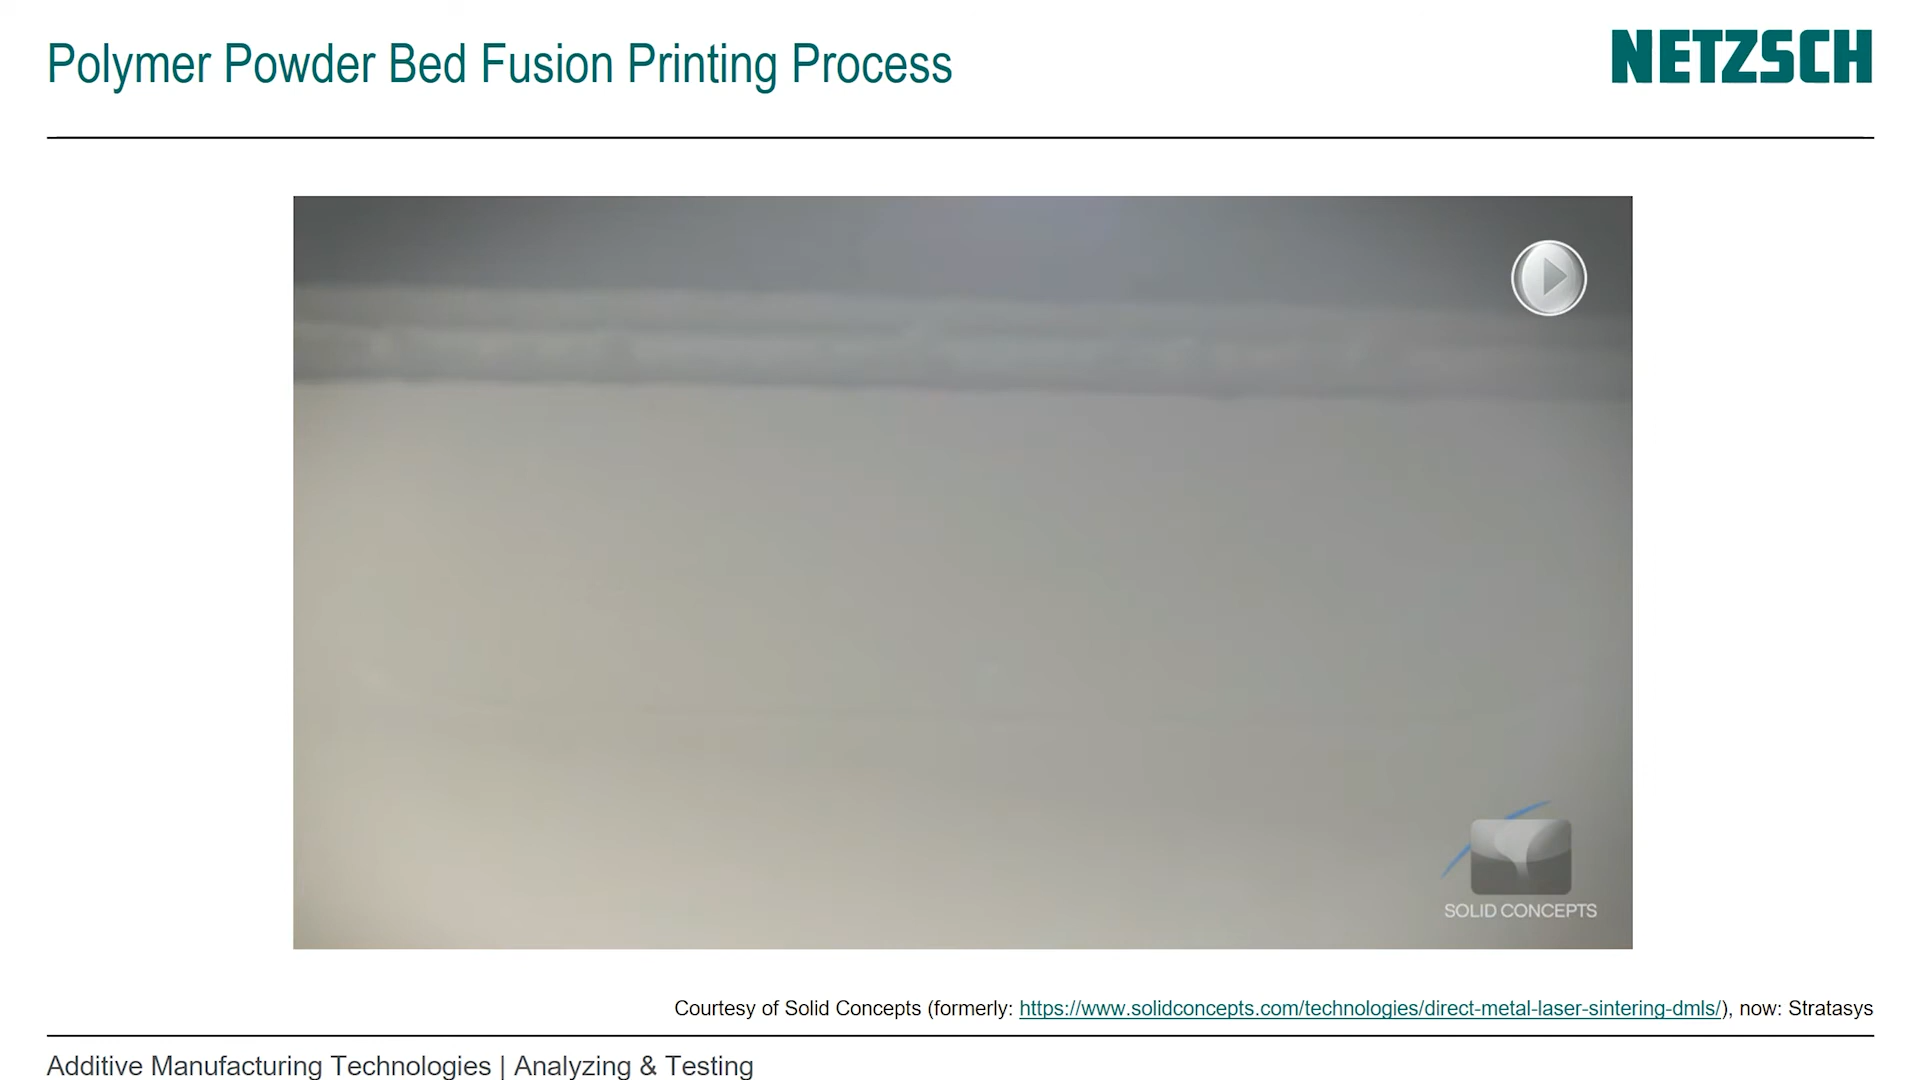 Polymer Powder Bed Fusion Printing Process
NETZSCH
SOLID CONCEPTS
Courtesy of Solid Concepts (formerly: https://www.solidconcepts.com/technologies/direct-metal-laser-sintering-dmls/), now: Stratasys
Additive Manufacturing Technologies | Analyzing & Testing